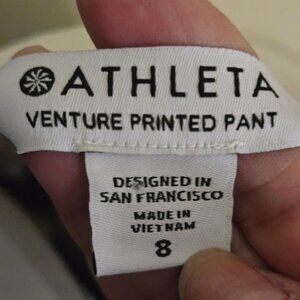 ATHLETA
VENTURE PRINTED PANT
DESIGNED IN
SAN FRANCISCO
MADE IN
VIETNAM
8